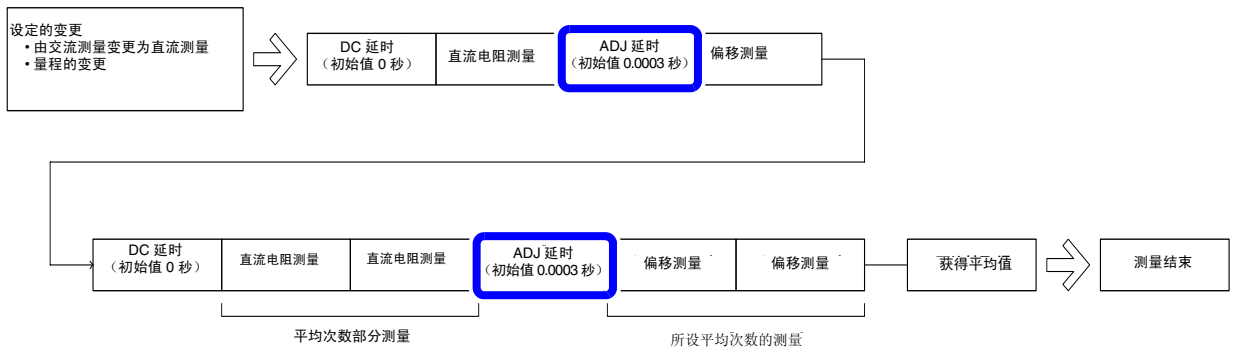 设定的变更
• 由交流测量变更为直流测量
• 量程的变更
DC 延时
（初始值 0 秒）
直流电阻测量
ADJ 延时
（初始值 0.0003 秒）
偏移测量
DC 延时
（初始值 0 秒）
直流电阻测量
直流电阻测量
ADJ 延时
（初始值 0.0003 秒）
偏移测量
偏移测量
获得平均值
测量结束
平均次数部分测量
所设平均次数的测量